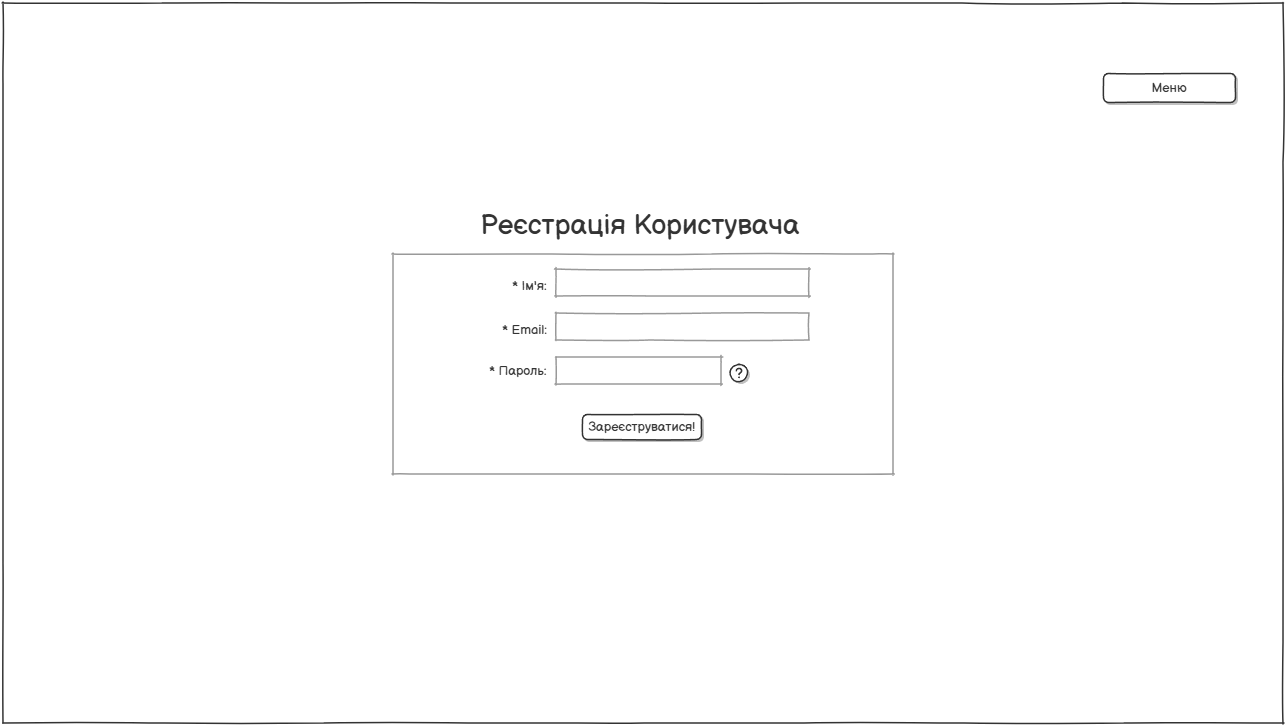 Меню
Реєстрація Користувача
* Ім'я:
* Email:
* Пароль:
?
Зареєструватися!